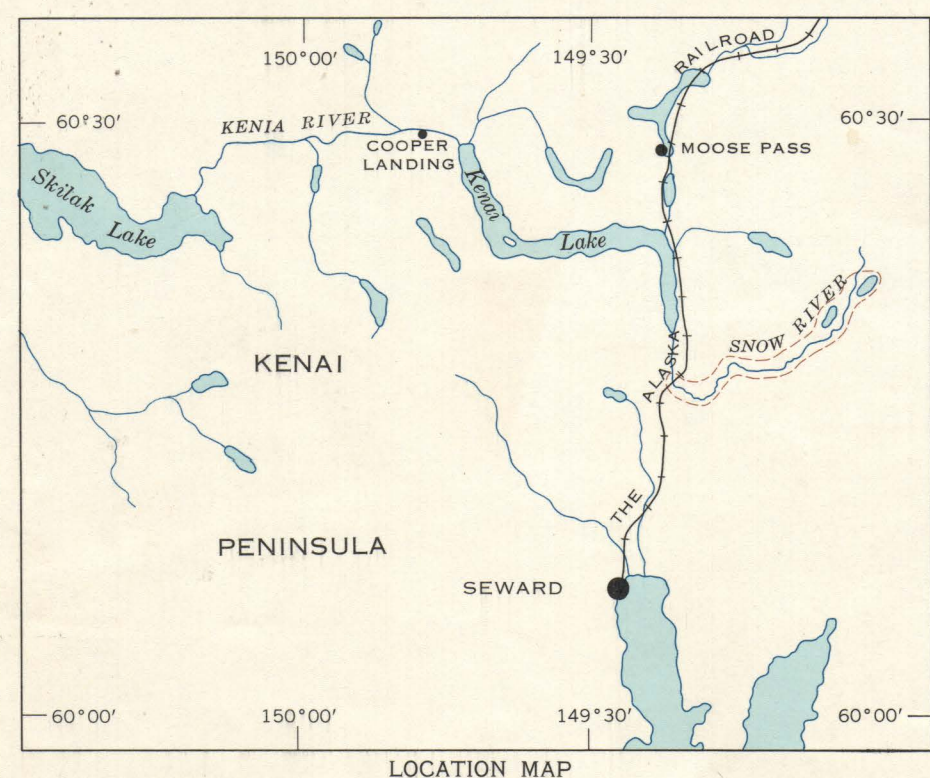 150°00'
149°30'
RAILROAD
60°30'
KENIA RIVER
60°30'
COOPER
LANDING
MOOSE PASS
Skilak
Lake
Kenai
Lake
SNOW RIVER
KENAI
ALASKA
THE
PENINSULA
SEWARD
60°00'
150°00'
149°30'
60°00'
LOCATION MAP